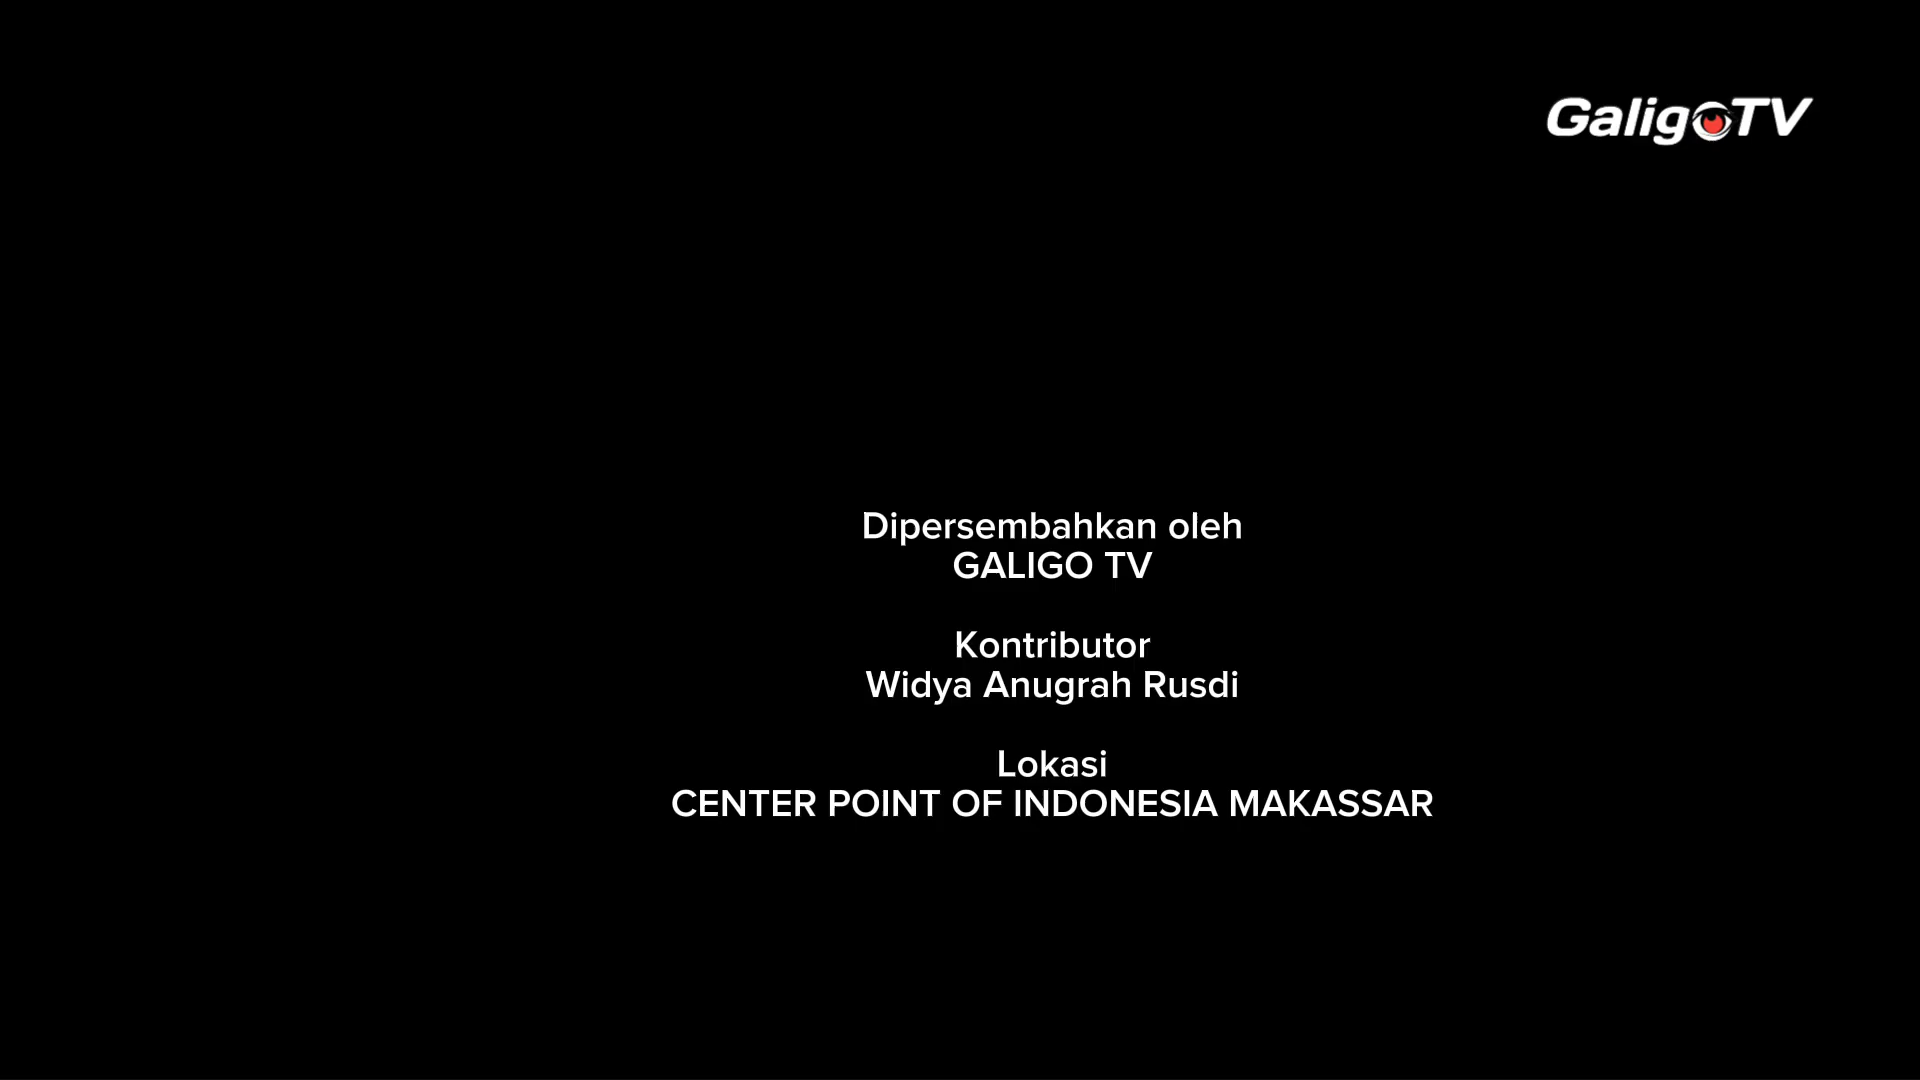 GaligoTV
Dipersembahkan oleh
GALIGO TV
Kontributor
Widya Anugrah Rusdi
Lokasi
CENTER POINT OF INDONESIA MAKASSAR